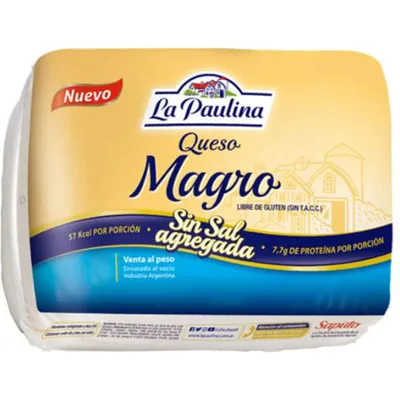 Nuevo
La Paulina
Queso
Magro
LIBRE DE GLUTEN (SIN T.A.C.C.)
57 Kcal POR PORCIÓN
Sin Sal
agregada
7,7g DE PROTEÍNA POR PORCIÓN
Venta al peso
Envasado al vacío
Industria Argentina
Saputo